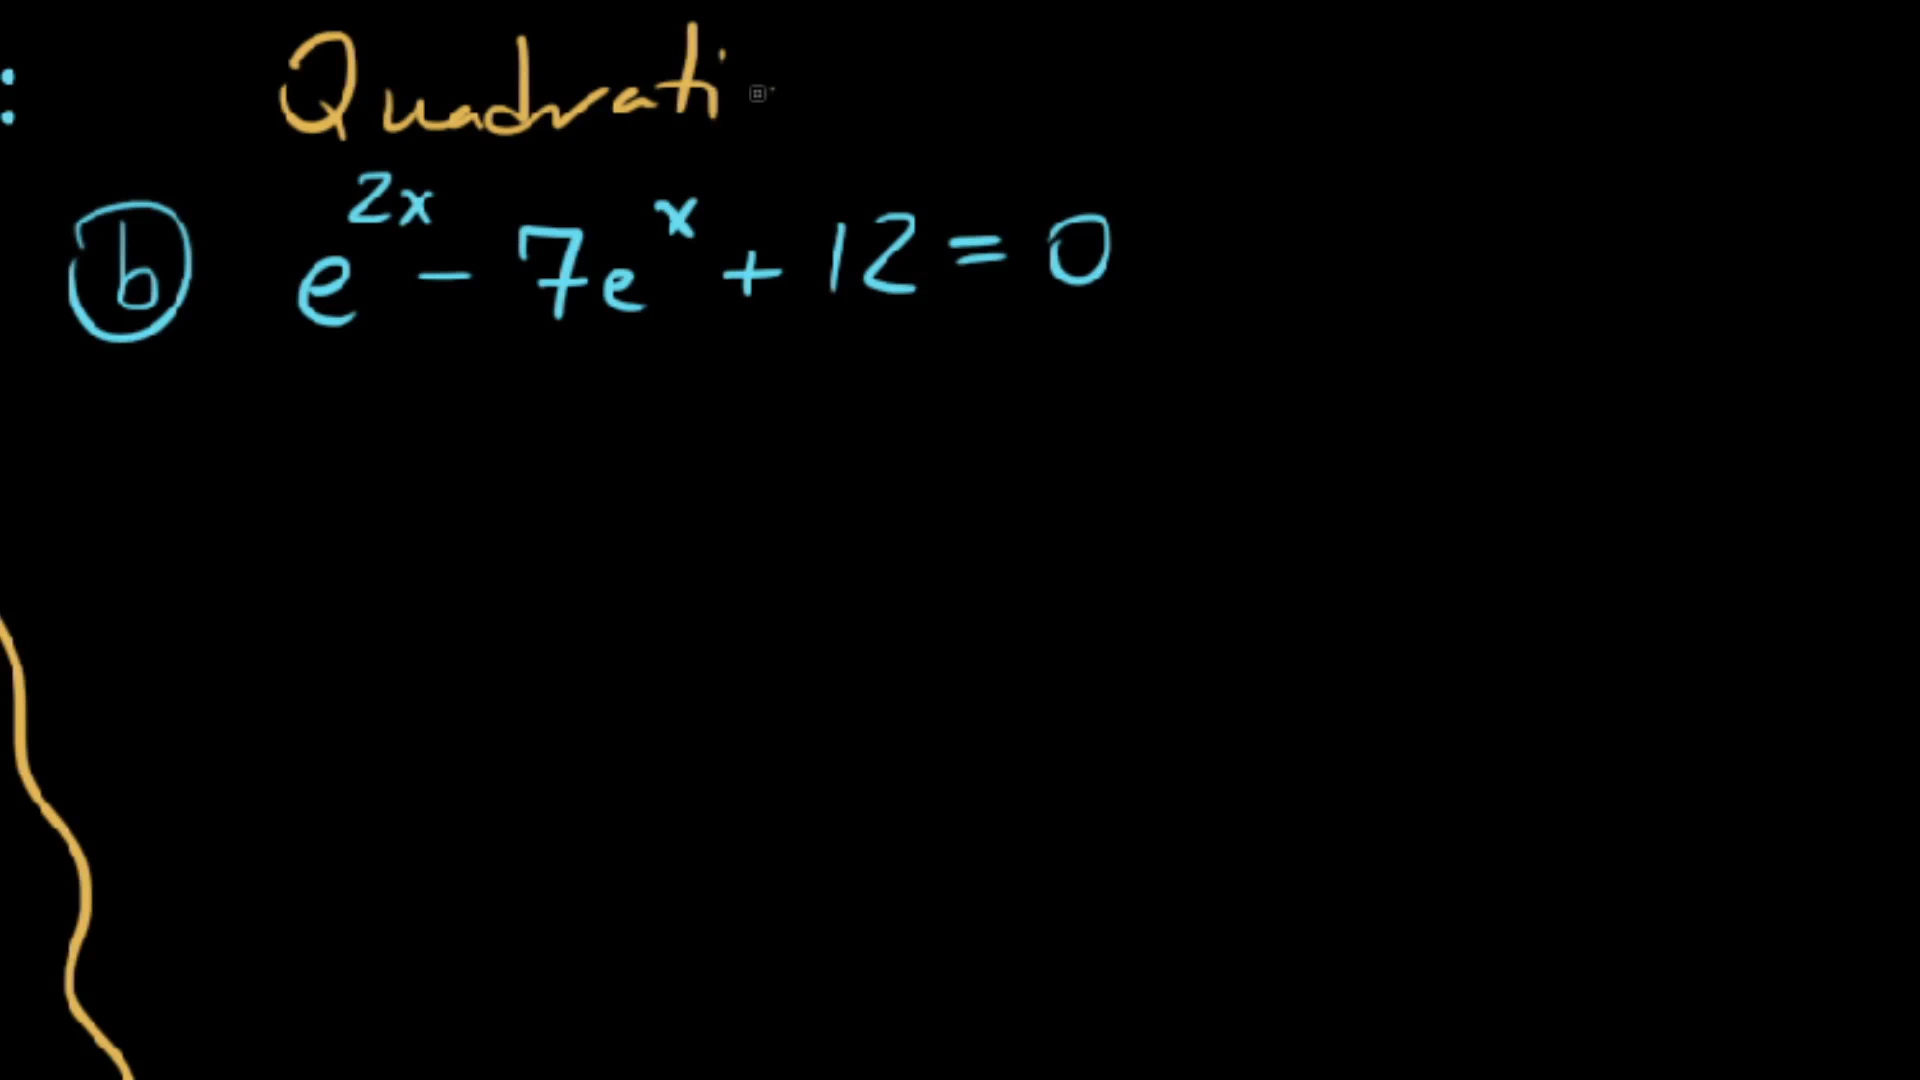 : Quadrati
b e^{2x} - 7e^{x} + 12 = 0